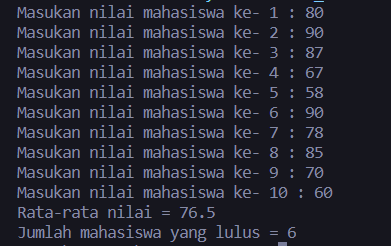 Masukan nilai mahasiswa ke- 1 : 80
Masukan nilai mahasiswa ke- 2 : 90
Masukan nilai mahasiswa ke- 3 : 87
Masukan nilai mahasiswa ke- 4 : 67
Masukan nilai mahasiswa ke- 5 : 58
Masukan nilai mahasiswa ke- 6 : 90
Masukan nilai mahasiswa ke- 7 : 78
Masukan nilai mahasiswa ke- 8 : 85
Masukan nilai mahasiswa ke- 9 : 70
Masukan nilai mahasiswa ke- 10 : 60
Rata-rata nilai = 76.5
Jumlah mahasiswa yang lulus = 6